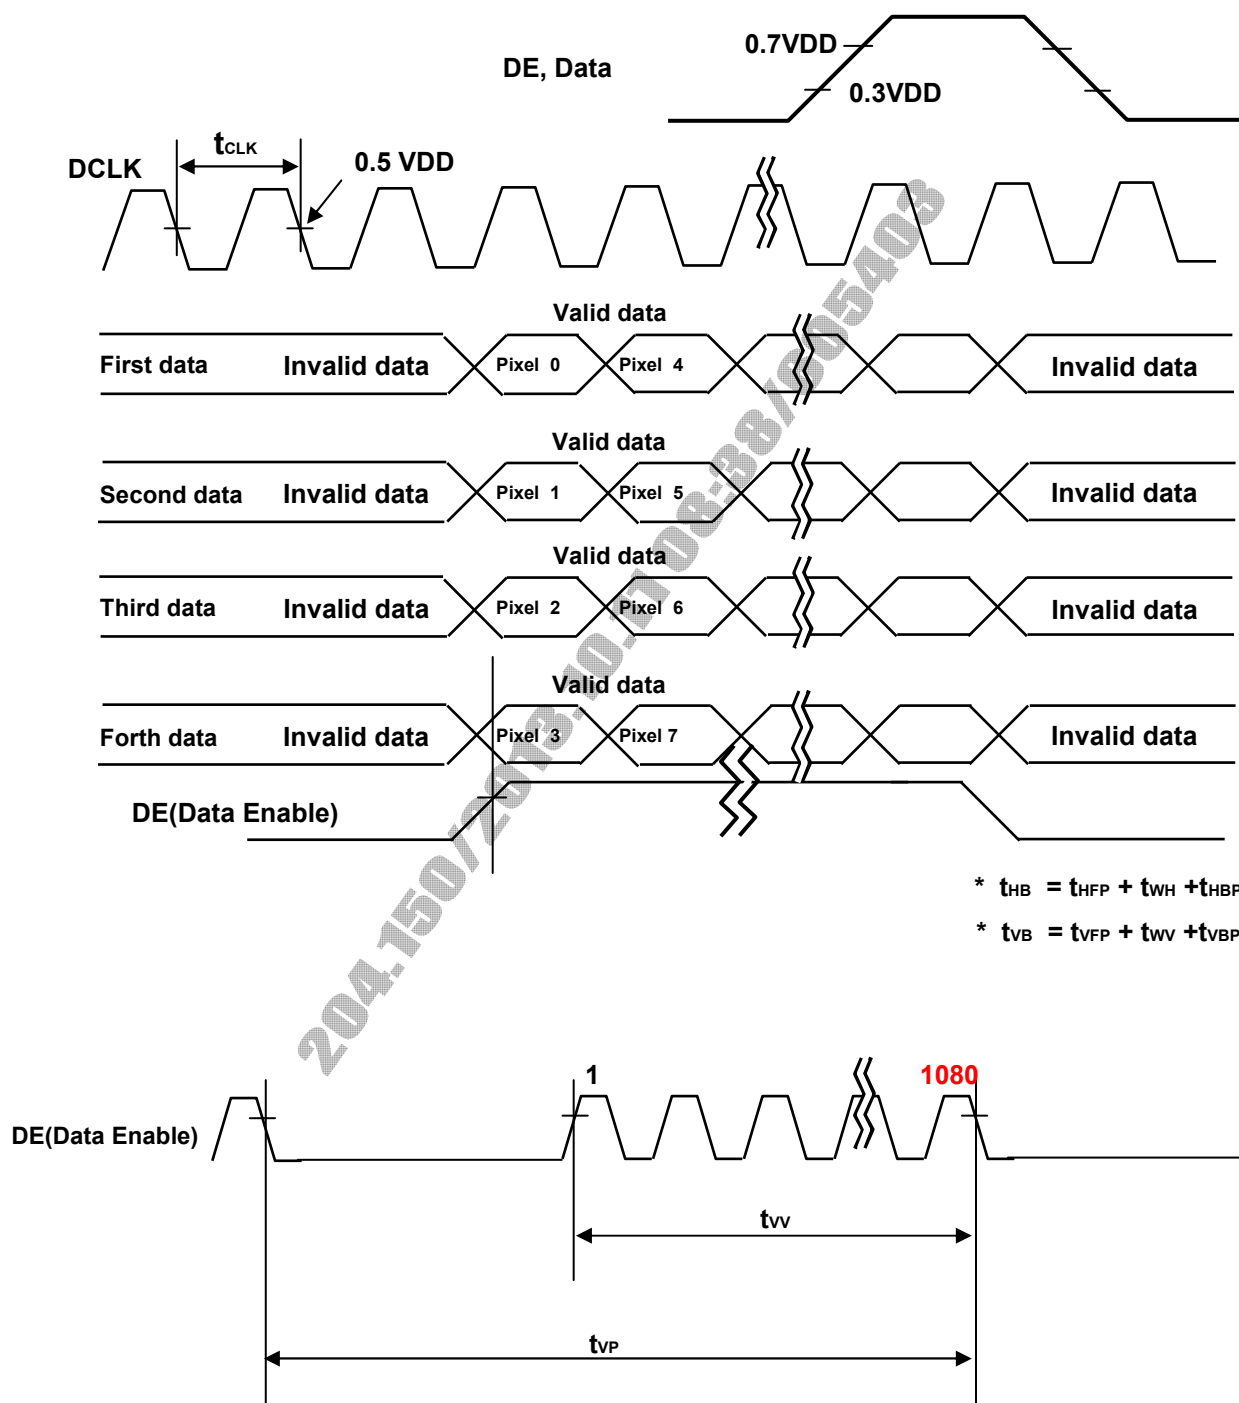 0.7VDD
DE, Data
0.3VDD
tCLK
DCLK
0.5 VDD
Valid data
First data Invalid data Pixel 0 Pixel 4 Invalid data
Valid data
Second data Invalid data Pixel 1 Pixel 5 Invalid data
Valid data
Third data Invalid data Pixel 2 Pixel 6 Invalid data
Valid data
Forth data Invalid data Pixel 3 Pixel 7 Invalid data
DE(Data Enable)
* tHB = tHFP + tWH +tHBP
* tVB = tVFP + tWV +tVBP
1 1080
DE(Data Enable)
tVV
tVP